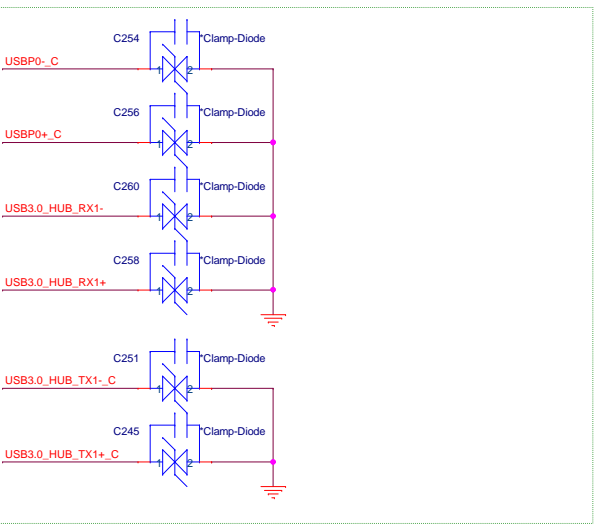 C254 *Clamp-Diode
USBP0-_C 1 2
C256 *Clamp-Diode
USBP0+_C 1 2
C260 *Clamp-Diode
USB3.0_HUB_RX1- 1 2
C258 *Clamp-Diode
USB3.0_HUB_RX1+ 1 2
C251 *Clamp-Diode
USB3.0_HUB_TX1-_C 1 2
C245 *Clamp-Diode
USB3.0_HUB_TX1+_C 1 2